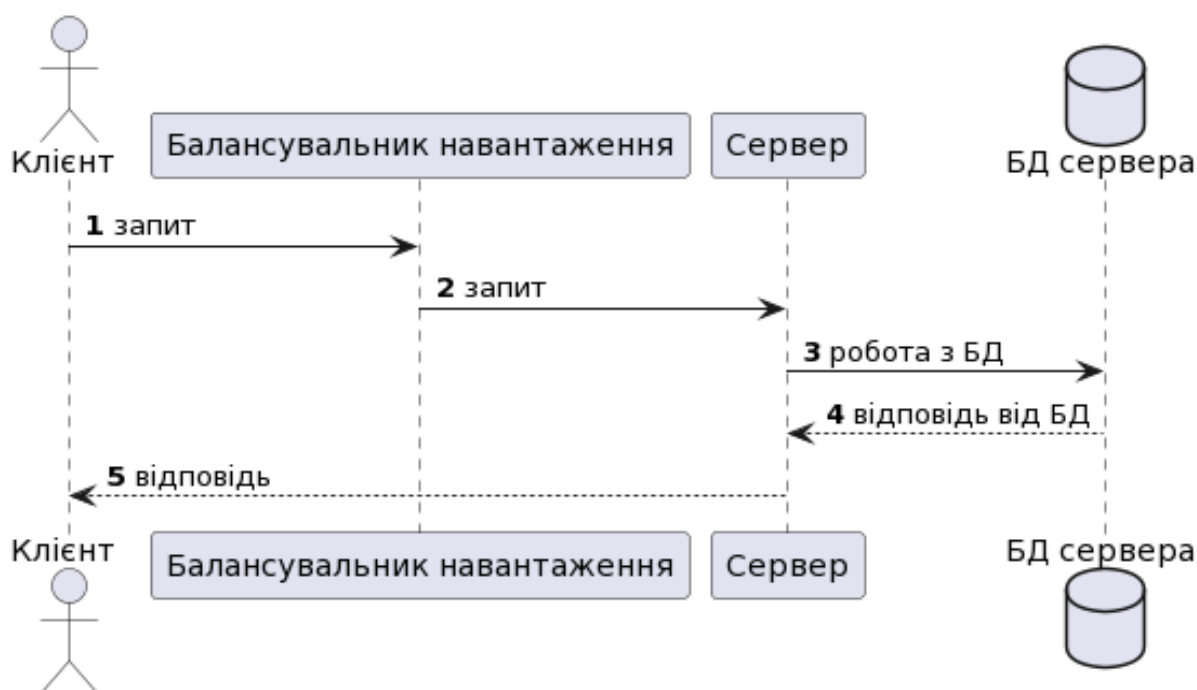 Клієнт
Балансувальник навантаження
Сервер
БД сервера
1 запит
2 запит
3 робота з БД
4 відповідь від БД
5 відповідь
Клієнт
Балансувальник навантаження
Сервер
БД сервера